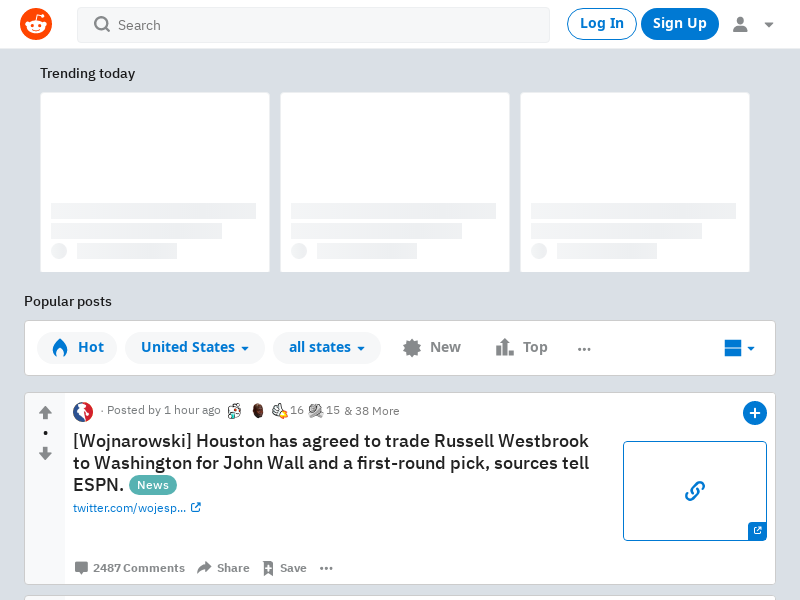 Search
Log In
Sign Up
Trending today
Popular posts
Hot
United States
all states
New
Top
· Posted by 1 hour ago 16 15 & 38 More
[Wojnarowski] Houston has agreed to trade Russell Westbrook
to Washington for John Wall and a first-round pick, sources tell
ESPN. News
twitter.com/wojesp...
2487 Comments
Share
Save